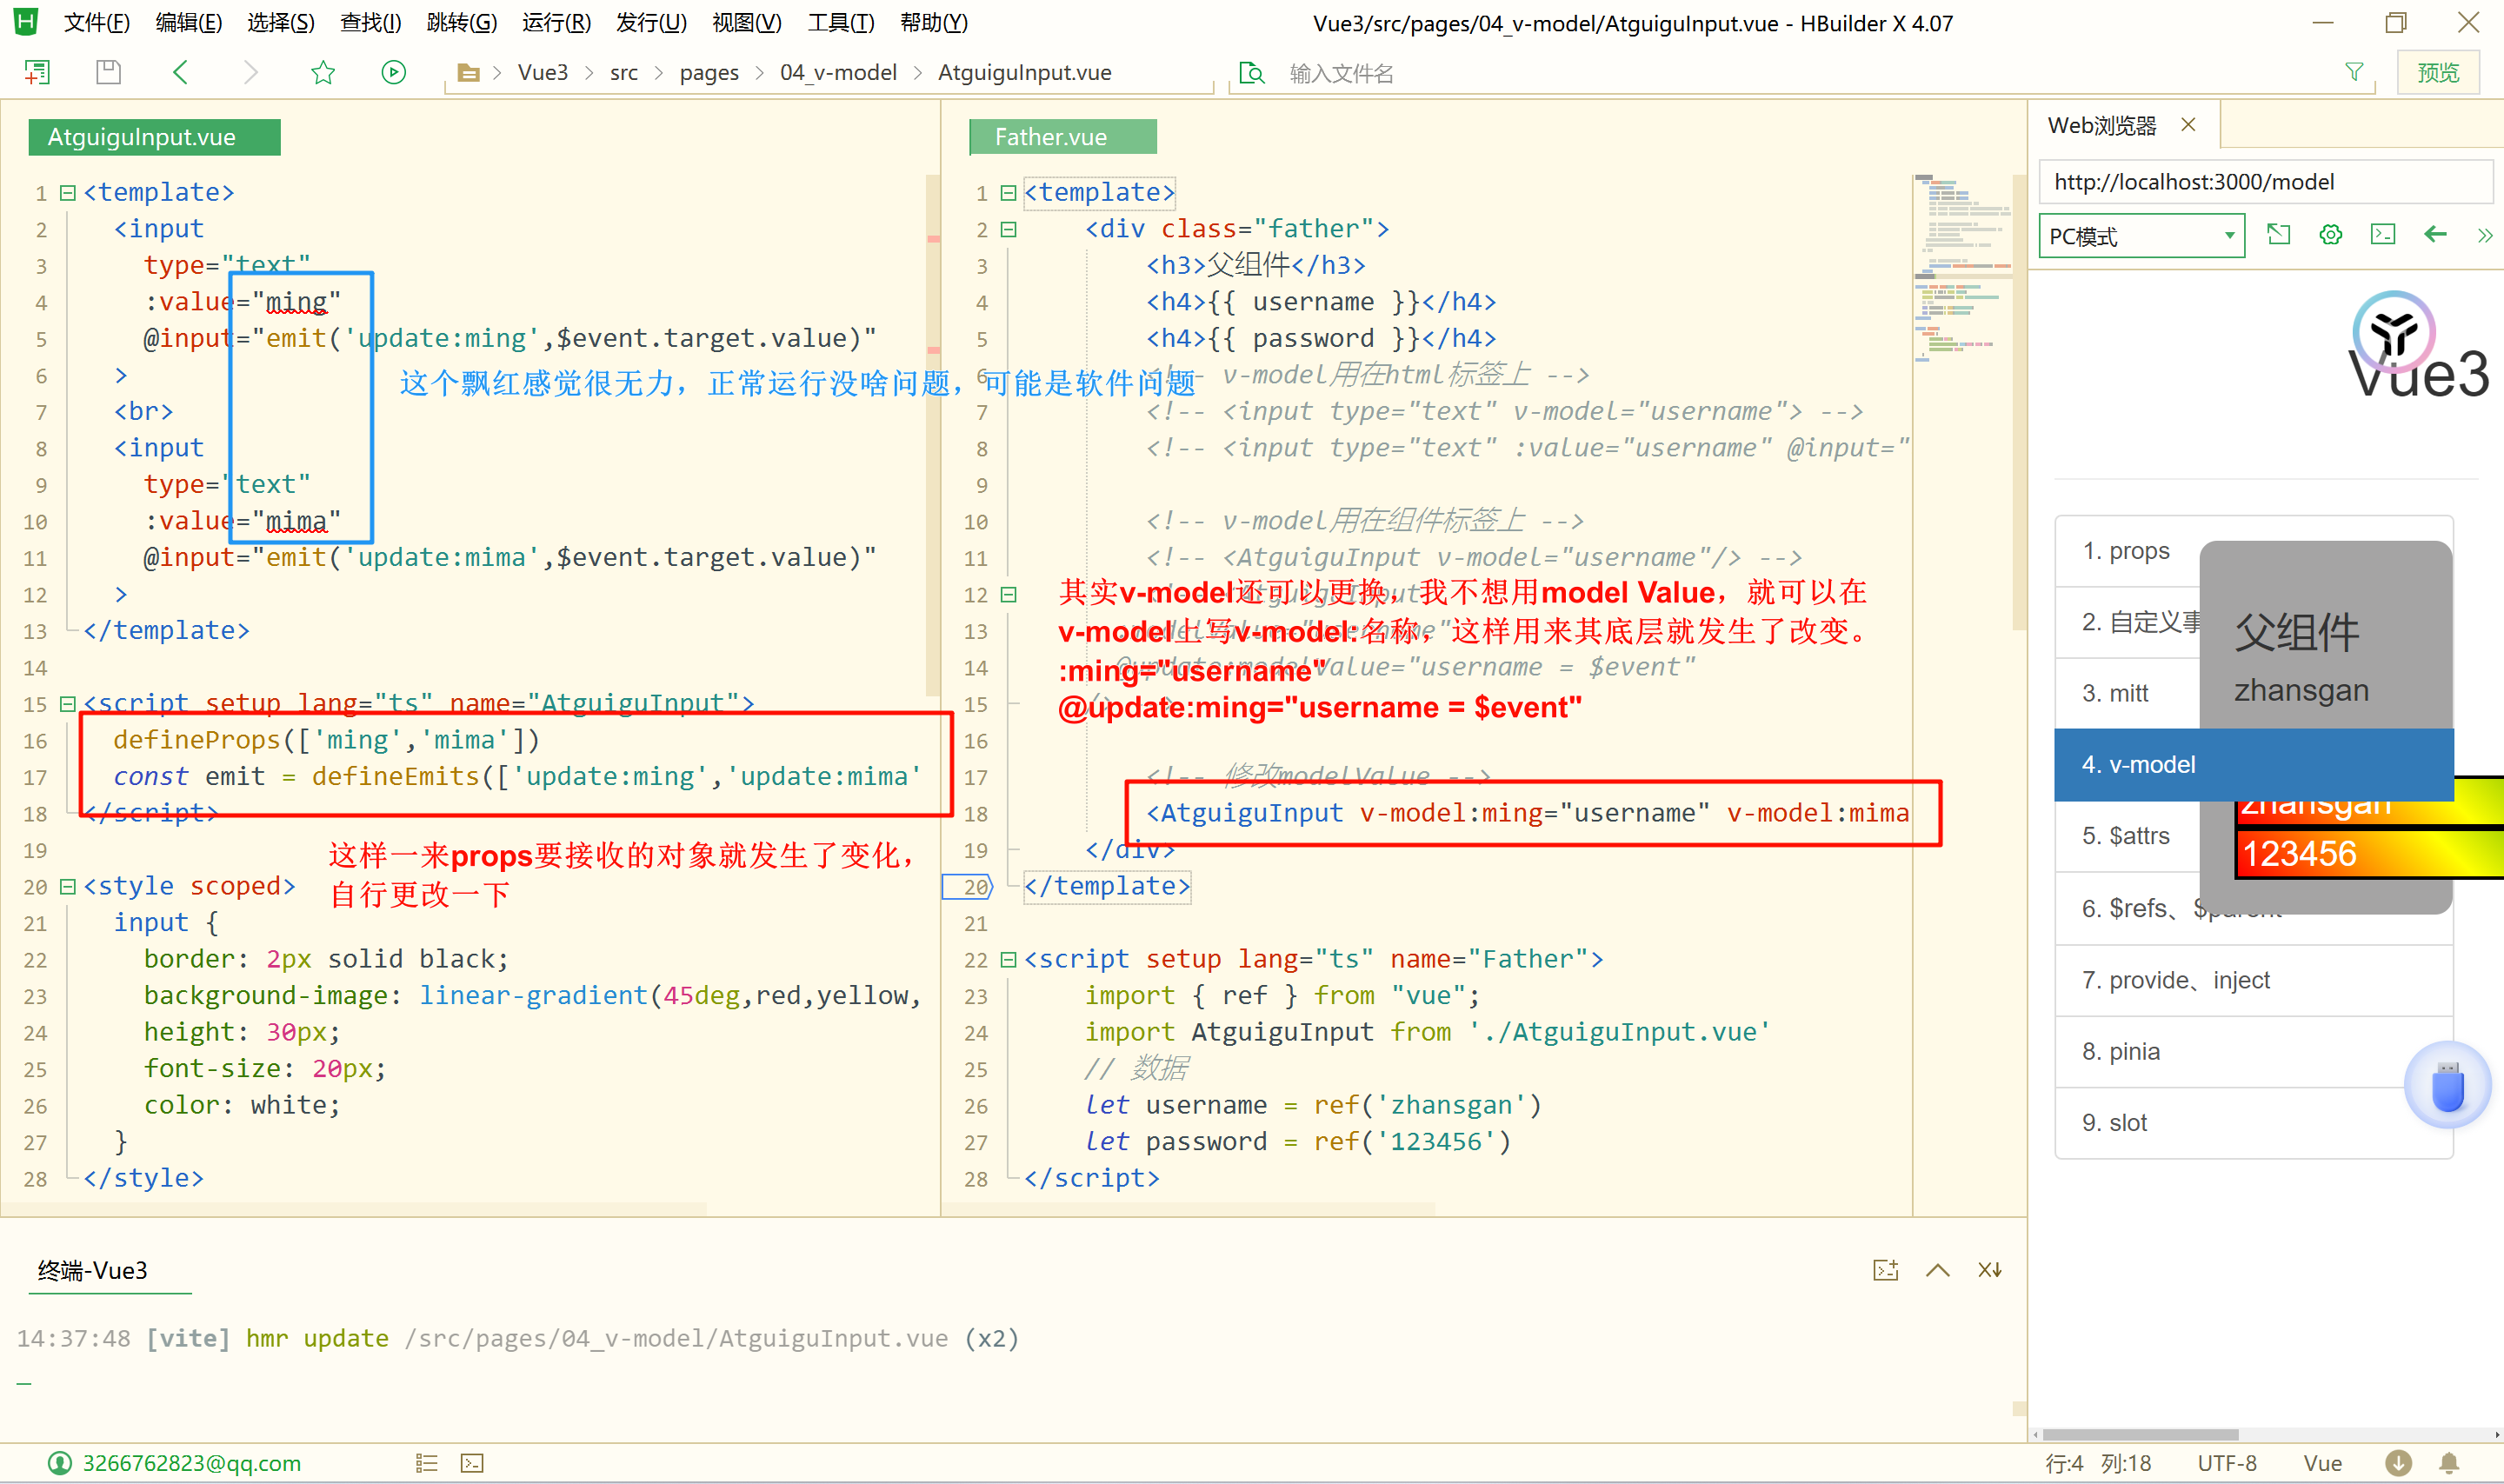 文件(F) 编辑(E) 选择(S) 查找(I) 跳转(G) 运行(R) 发行(U) 视图(V) 工具(T) 帮助(Y) Vue3/src/pages/04_v-model/AtguiguInput.vue - HBuilder X 4.07
Vue3 > src > pages > 04_v-model > AtguiguInput.vue 输入文件名 预览
AtguiguInput.vue
1 <template>
2 <input
3 type="text"
4 :value="ming"
5 @input="emit('update:ming',$event.target.value)"
6 >
7 <br>
8 <input
9 type="text"
10 :value="mima"
11 @input="emit('update:mima',$event.target.value)"
12 >
13 </template>
14
15 <script setup lang="ts" name="AtguiguInput">
16 defineProps(['ming','mima'])
17 const emit = defineEmits(['update:ming','update:mima'
18 </script>
19
20 <style scoped>
21 input {
22 border: 2px solid black;
23 background-image: linear-gradient(45deg,red,yellow,
24 height: 30px;
25 font-size: 20px;
26 color: white;
27 }
28 </style>
这个飘红感觉很无力，正常运行没啥问题，可能是软件问题
这样一来props要接收的对象就发生了变化，
自行更改一下
Father.vue
1 <template>
2 <div class="father">
3 <h3>父组件</h3>
4 <h4>{{ username }}</h4>
5 <h4>{{ password }}</h4>
6 <!-- v-model用在html标签上 -->
7 <!-- <input type="text" v-model="username"> -->
8 <!-- <input type="text" :value="username" @input="
9
10 <!-- v-model用在组件标签上 -->
11 <!-- <AtguiguInput v-model="username"/> -->
12 <!-- <AtguiguInput
13 :modelValue="username"
14 @update:modelValue="username = $event"
15 /> -->
16
17 <!-- 修改modelValue -->
18 <AtguiguInput v-model:ming="username" v-model:mima
19 </div>
20 </template>
21
22 <script setup lang="ts" name="Father">
23 import { ref } from "vue";
24 import AtguiguInput from './AtguiguInput.vue'
25 // 数据
26 let username = ref('zhansgan')
27 let password = ref('123456')
28 </script>
其实v-model还可以更换，我不想用model Value，就可以在
v-model上写v-model:名称，这样用来其底层就发生了改变。
:ming="username"
@update:ming="username = $event"
Web浏览器
http://localhost:3000/model
PC模式
Vue3
1. props
2. 自定义事
3. mitt
4. v-model
5. $attrs
6. $refs、$parent
7. provide、inject
8. pinia
9. slot
父组件
zhansgan
zhansgan
123456
终端-Vue3
14:37:48 [vite] hmr update /src/pages/04_v-model/AtguiguInput.vue (x2)
3266762823@qq.com 行:4 列:18 UTF-8 Vue